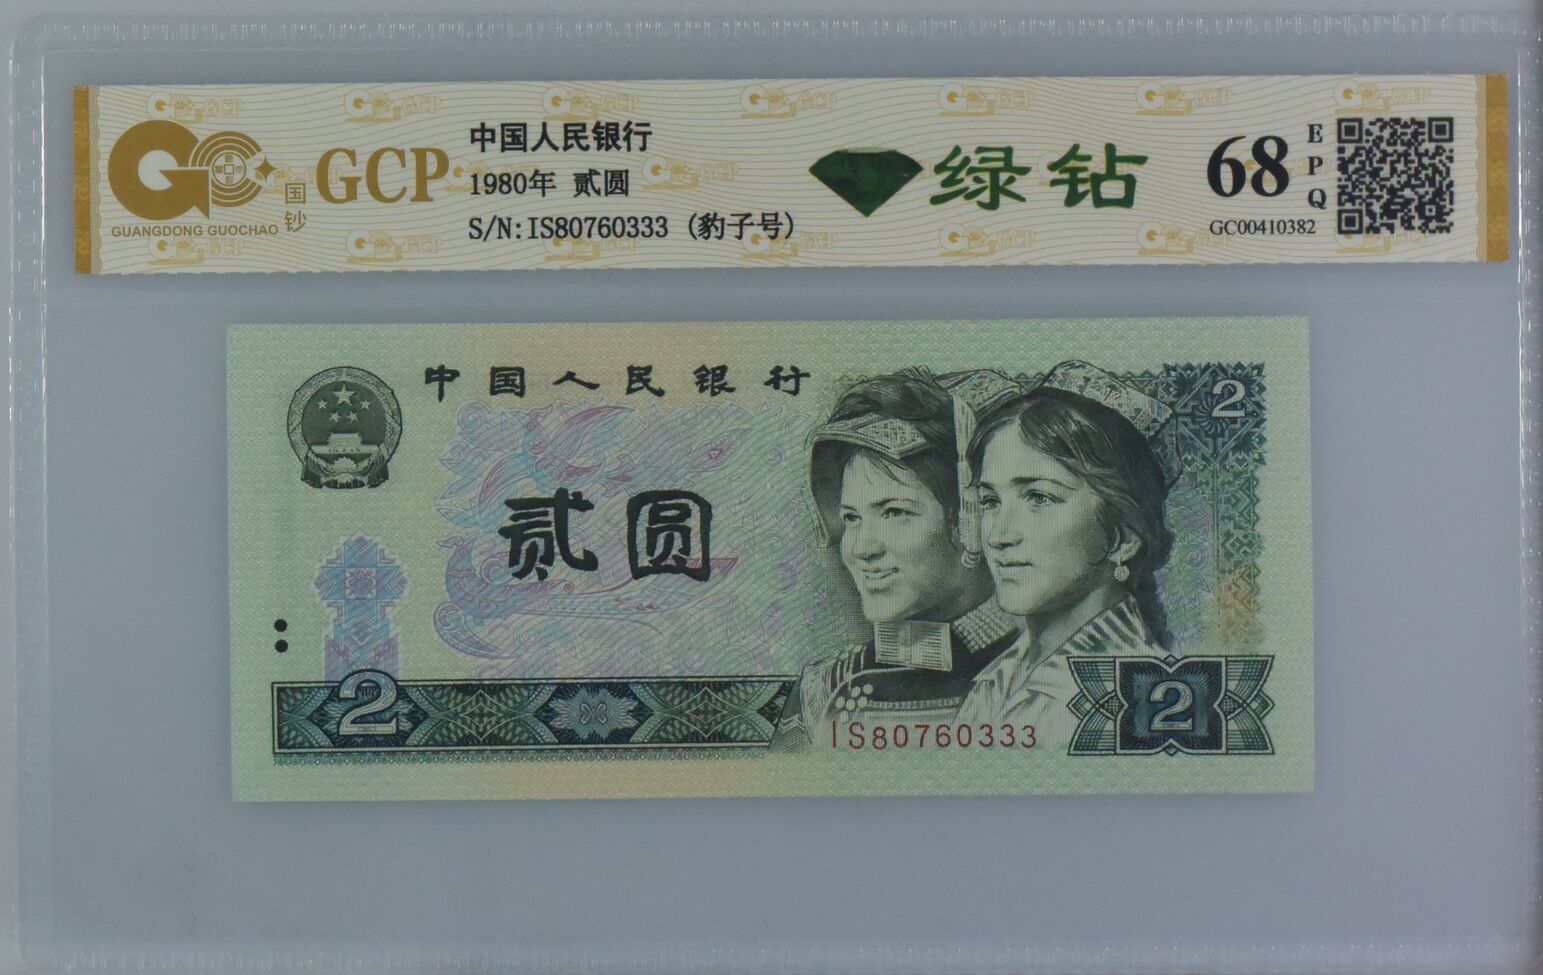 GCP
国钞
GUANGDONG GUOCHAO
中国人民银行
1980年 贰圆
S/N:IS80760333 (豹子号)
绿钻
68
EPQ
GC00410382
中国人民银行
2
贰圆
2
IS80760333
2